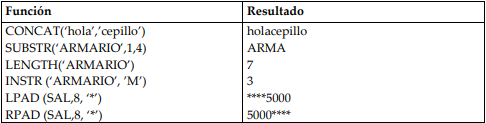 Función Resultado
CONCAT(‘hola’,’cepillo’) holacepillo
SUBSTR(‘ARMARIO’,1,4) ARMA
LENGTH(‘ARMARIO’) 7
INSTR (‘ARMARIO’, ’M’) 3
LPAD (SAL,8, ‘*’) ****5000
RPAD (SAL,8, ‘*’) 5000****